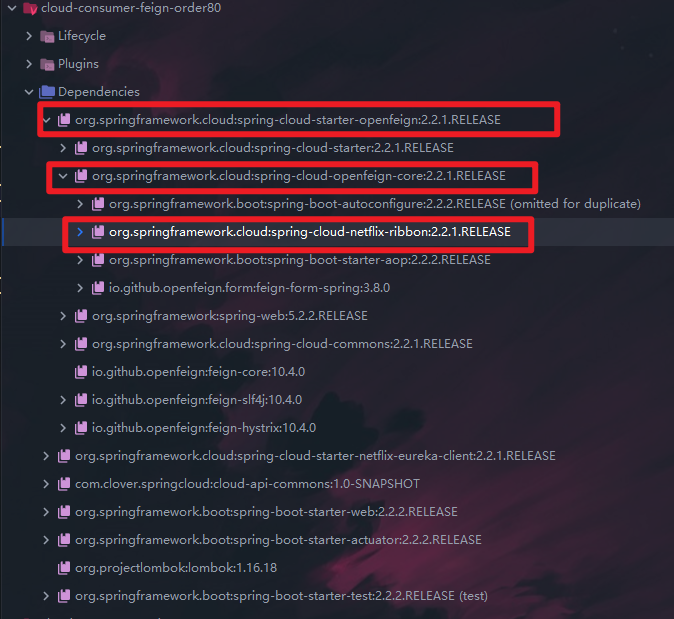 cloud-consumer-feign-order80
Lifecycle
Plugins
Dependencies
org.springframework.cloud:spring-cloud-starter-openfeign:2.2.1.RELEASE
org.springframework.cloud:spring-cloud-starter:2.2.1.RELEASE
org.springframework.cloud:spring-cloud-openfeign-core:2.2.1.RELEASE
org.springframework.boot:spring-boot-autoconfigure:2.2.2.RELEASE (omitted for duplicate)
org.springframework.cloud:spring-cloud-netflix-ribbon:2.2.1.RELEASE
org.springframework.boot:spring-boot-starter-aop:2.2.2.RELEASE
io.github.openfeign.form:feign-form-spring:3.8.0
org.springframework:spring-web:5.2.2.RELEASE
org.springframework.cloud:spring-cloud-commons:2.2.1.RELEASE
io.github.openfeign:feign-core:10.4.0
io.github.openfeign:feign-slf4j:10.4.0
io.github.openfeign:feign-hystrix:10.4.0
org.springframework.cloud:spring-cloud-starter-netflix-eureka-client:2.2.1.RELEASE
com.clover.springcloud:cloud-api-commons:1.0-SNAPSHOT
org.springframework.boot:spring-boot-starter-web:2.2.2.RELEASE
org.springframework.boot:spring-boot-starter-actuator:2.2.2.RELEASE
org.projectlombok:lombok:1.16.18
org.springframework.boot:spring-boot-starter-test:2.2.2.RELEASE (test)